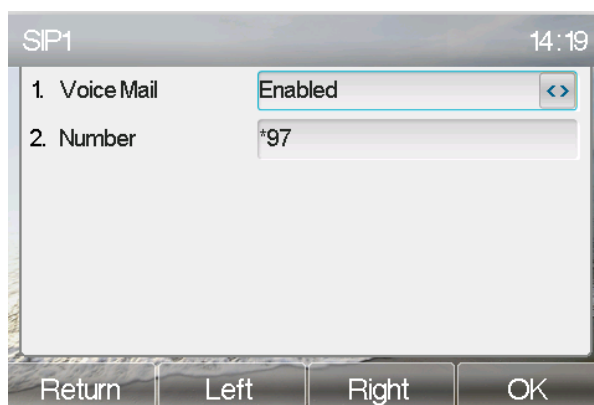 SIP1 14:19
1. Voice Mail Enabled <>
2. Number *97
Return Left Right OK